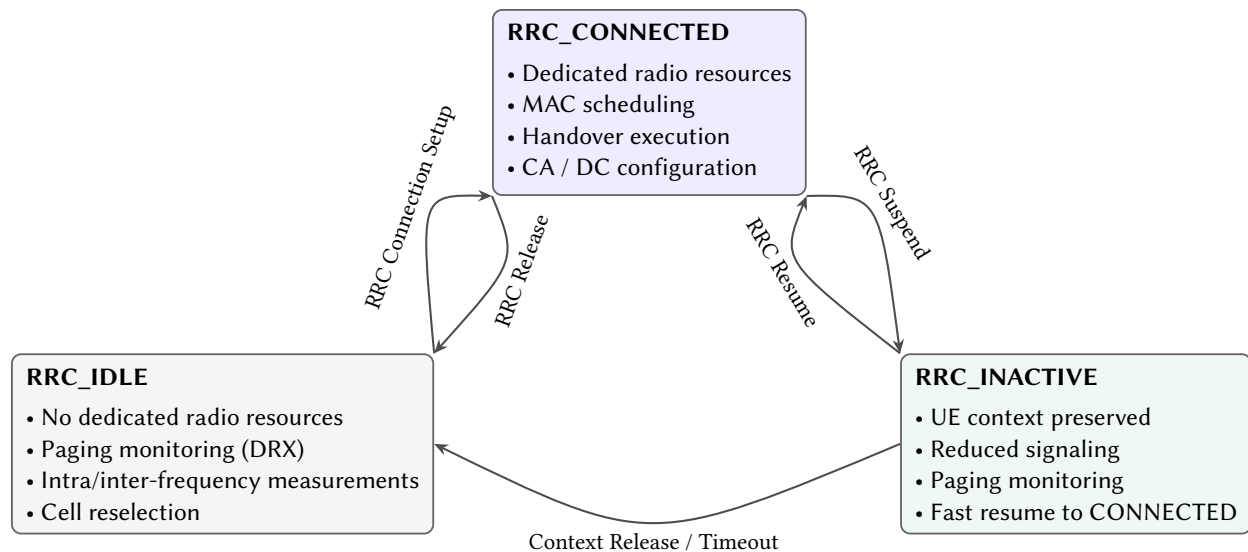 RRC_CONNECTED
• Dedicated radio resources
• MAC scheduling
• Handover execution
• CA / DC configuration
RRC Connection Setup
RRC Release
RRC Resume
RRC Suspend
RRC_IDLE
• No dedicated radio resources
• Paging monitoring (DRX)
• Intra/inter-frequency measurements
• Cell reselection
RRC_INACTIVE
• UE context preserved
• Reduced signaling
• Paging monitoring
• Fast resume to CONNECTED
Context Release / Timeout